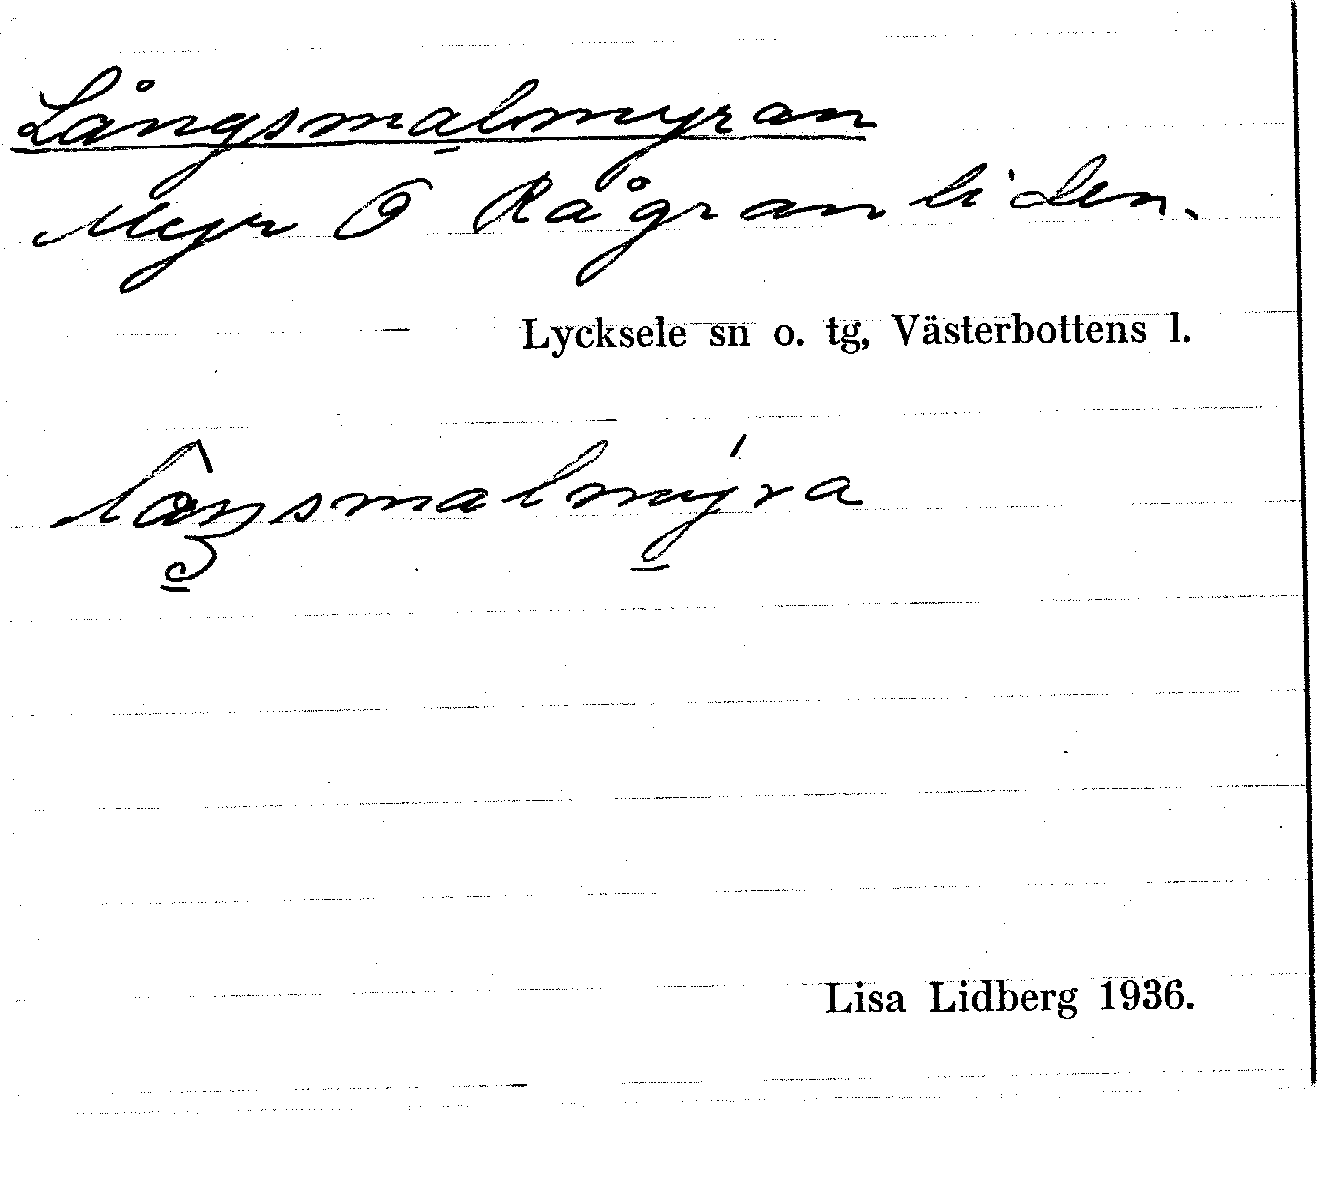 Långsmalmyran
Myr O Rågranliden.
Lycksele sn o. tg, Västerbottens l.
Lisa Lidberg 1936.